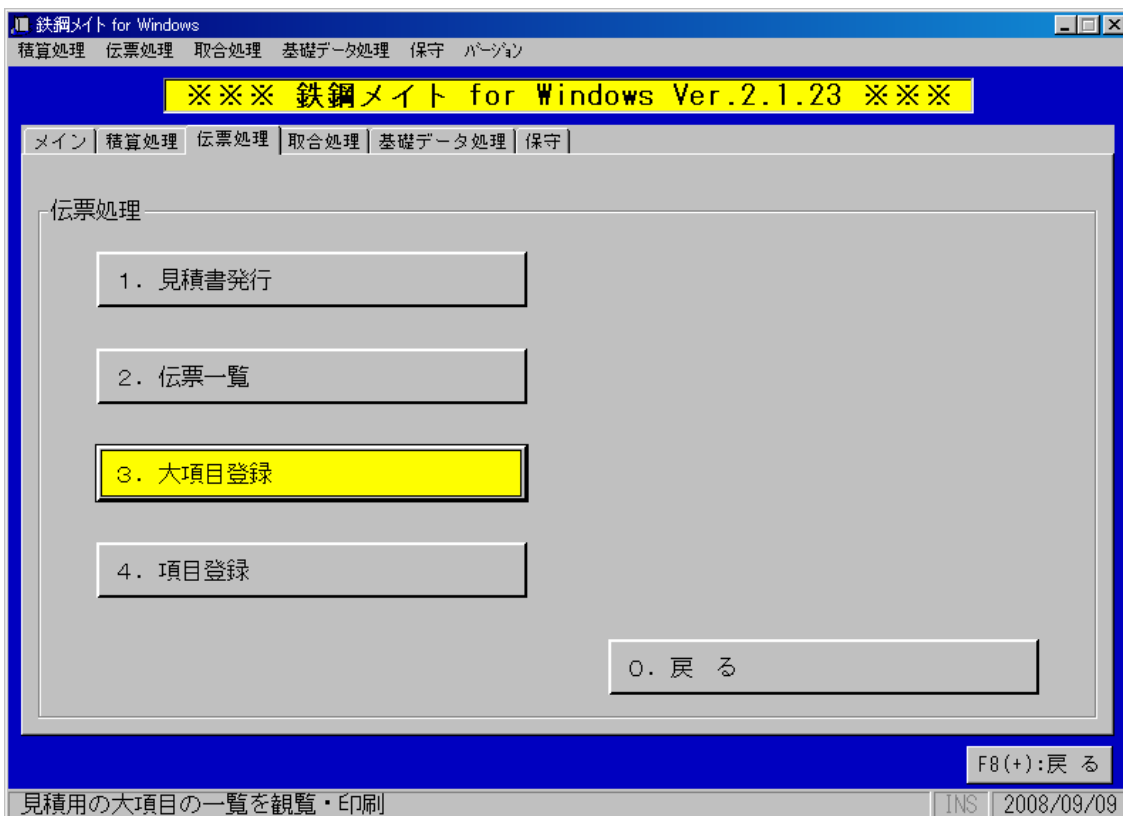 鉄鋼メイト for Windows
積算処理 伝票処理 取合処理 基礎データ処理 保守 バージョン
※※※ 鉄鋼メイト for Windows Ver.2.1.23 ※※※
メイン 積算処理 伝票処理 取合処理 基礎データ処理 保守
伝票処理
1. 見積書発行
2. 伝票一覧
3. 大項目登録
4. 項目登録
0. 戻 る
F8(+):戻 る
見積用の大項目の一覧を観覧・印刷 INS 2008/09/09